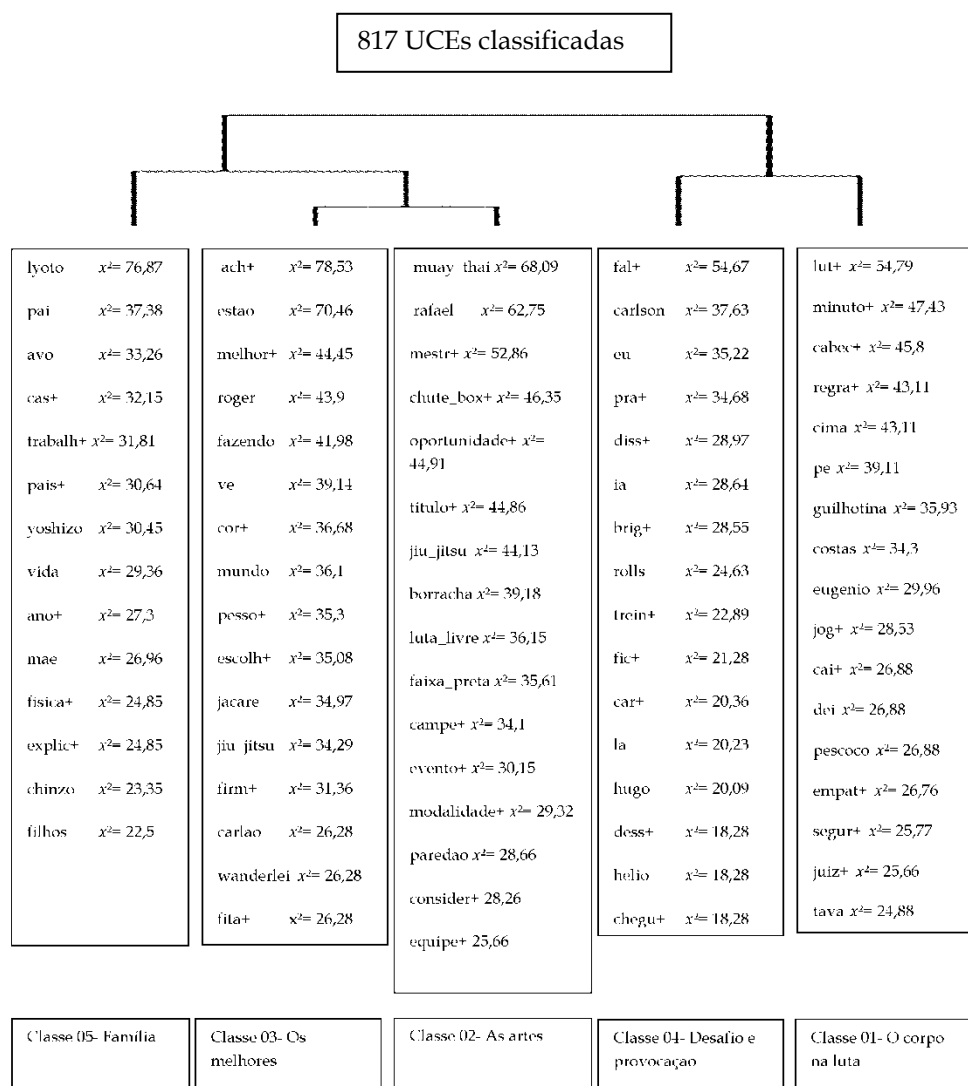 817 UCEs classificadas
lyoto x²= 76,87
pai x²= 37,38
avo x²= 33,26
cas+ x²= 32,15
trabalh+ x²= 31,81
pais+ x²= 30,64
yoshizo x²= 30,45
vida x²= 29,36
ano+ x²= 27,3
mae x²= 26,96
fisica+ x²= 24,85
explic+ x²= 24,85
chinzo x²= 23,35
filhos x²= 22,5
ach+ x²= 78,53
estao x²= 70,46
melhor+ x²= 44,45
roger x²= 43,9
fazendo x²= 41,98
ve x²= 39,14
cor+ x²= 36,68
mundo x²= 36,1
pesso+ x²= 35,3
escolh+ x²= 35,08
jacare x²= 34,97
jiu jitsu x²= 34,29
firm+ x²= 31,36
carlao x²= 26,28
wanderlei x²= 26,28
fita+ x²= 26,28
muay thai x²= 68,09
rafael x²= 62,75
mestr+ x²= 52,86
chute_box+ x²= 46,35
oportunidade+ x²=
44,91
titulo+ x²= 44,86
jiu_jitsu x²= 44,13
borracha x²= 39,18
luta_livre x²= 36,15
faixa_preta x²= 35,61
campe+ x²= 34,1
evento+ x²= 30,15
modalidade+ x²= 29,32
paredao x²= 28,66
consider+ 28,26
equipe+ 25,66
fal+ x²= 54,67
carlson x²= 37,63
eu x²= 35,22
pra+ x²= 34,68
diss+ x²= 28,97
ia x²= 28,64
brig+ x²= 28,55
rolls x²= 24,63
trein+ x²= 22,89
fic+ x²= 21,28
car+ x²= 20,36
la x²= 20,23
hugo x²= 20,09
dess+ x²= 18,28
helio x²= 18,28
chegu+ x²= 18,28
lut+ x²= 54,79
minuto+ x²= 47,43
cabec+ x²= 45,8
regra+ x²= 43,11
cima x²= 43,11
pe x²= 39,11
guilhotina x²= 35,93
costas x²= 34,3
eugenio x²= 29,96
jog+ x²= 28,53
cai+ x²= 26,88
dei x²= 26,88
pescoco x²= 26,88
empat+ x²= 26,76
segur+ x²= 25,77
juiz+ x²= 25,66
tava x²= 24,88
Classe 05- Família
Classe 03- Os
melhores
Classe 02- As artes
Classe 04- Desafio e
provocaçao
Classe 01- O corpo
na luta